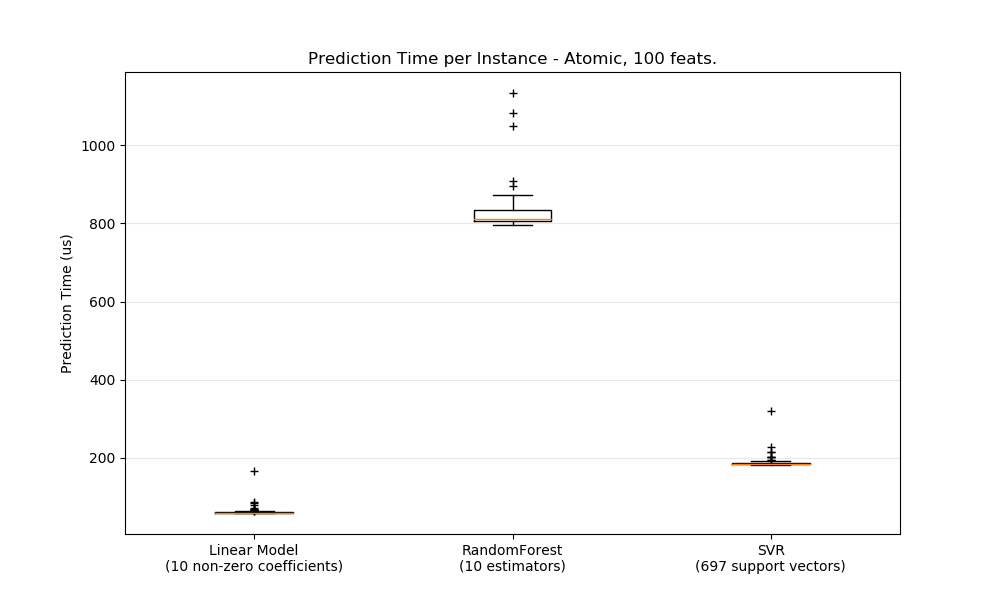 Prediction Time per Instance - Atomic, 100 feats.
1000
800
600
400
200
Prediction Time (us)
Linear Model
(10 non-zero coefficients)
RandomForest
(10 estimators)
SVR
(697 support vectors)